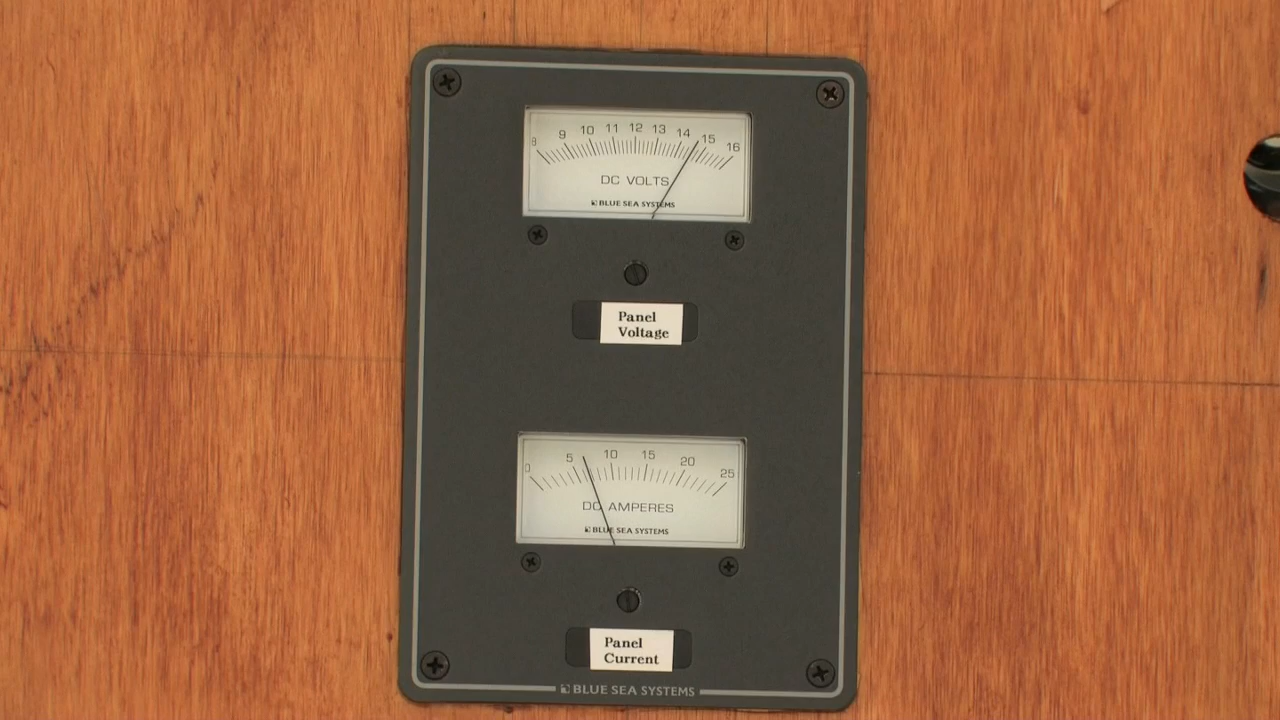 8 9 10 11 12 13 14 15 16
DC VOLTS
BLUE SEA SYSTEMS
Panel
Voltage
0 5 10 15 20 25
DC AMPERES
BLUE SEA SYSTEMS
Panel
Current
BLUE SEA SYSTEMS